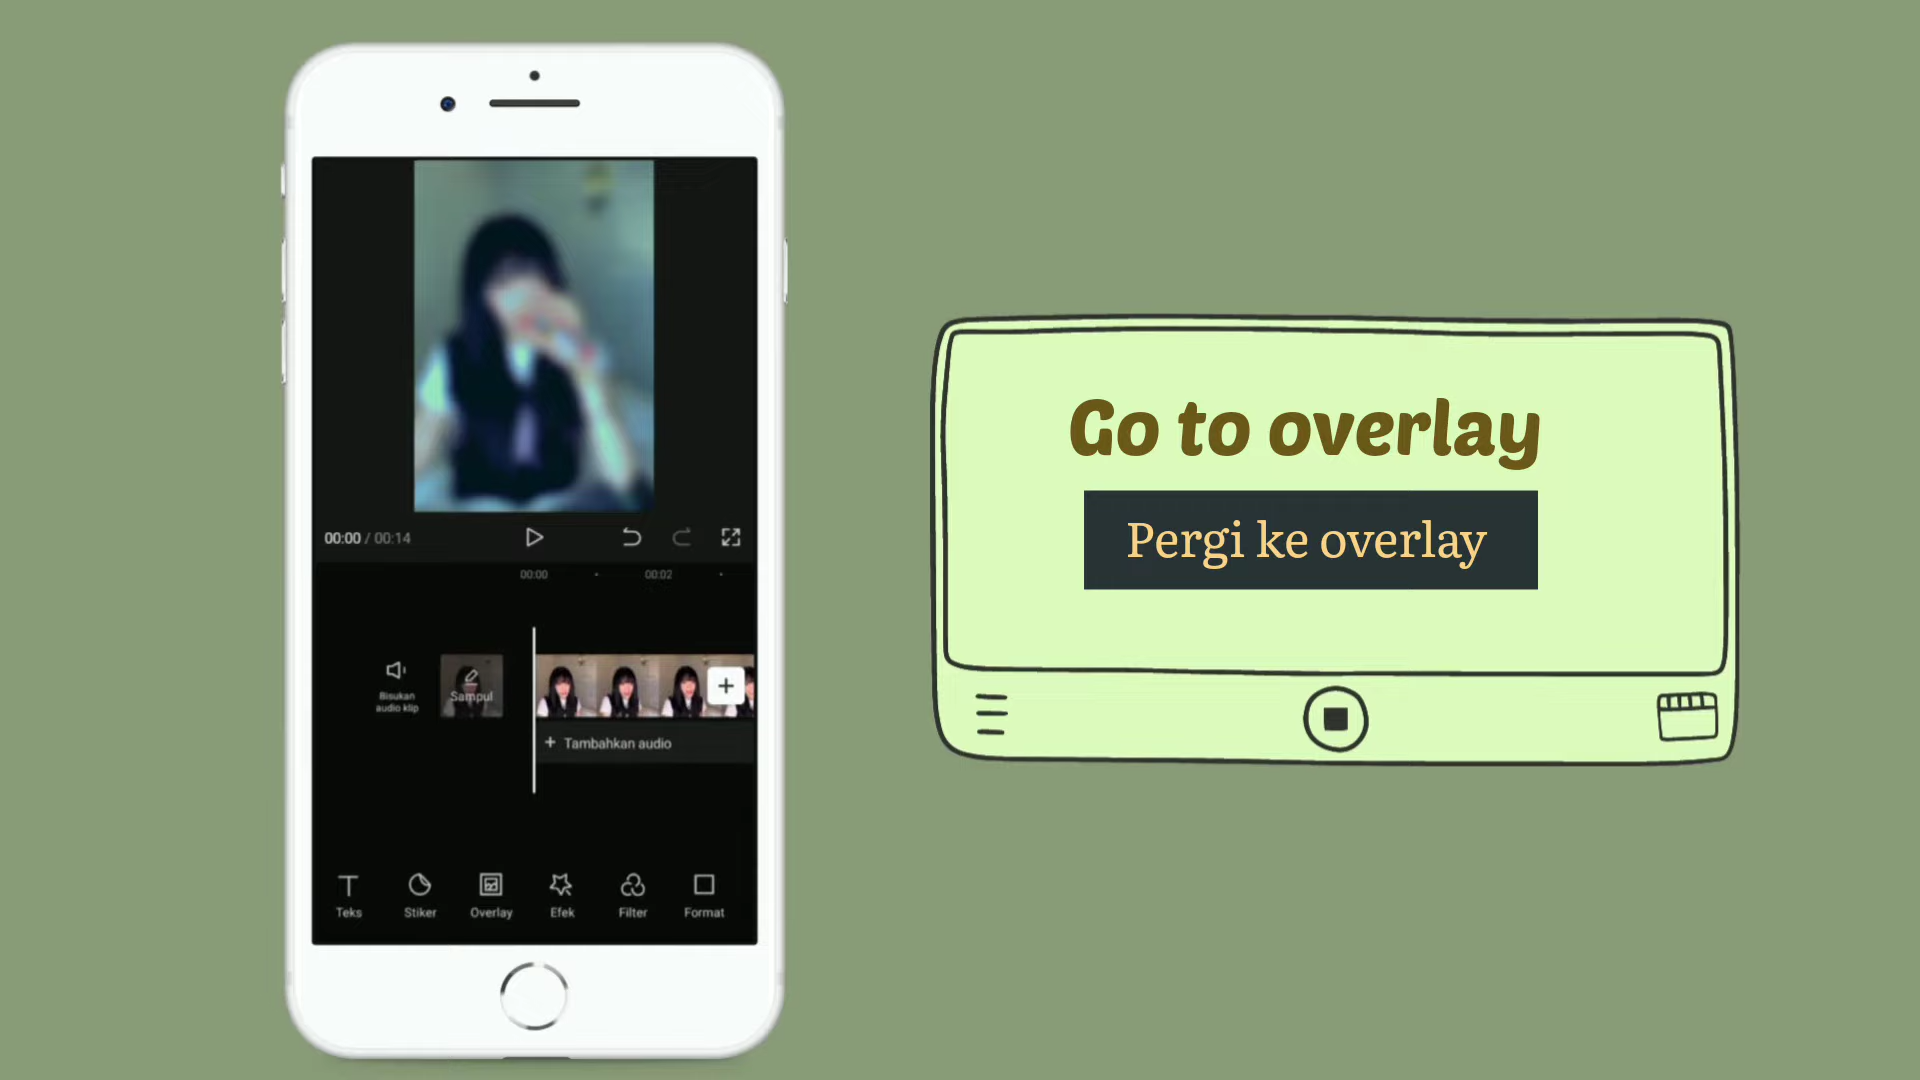 00:00 / 00:14
00:00
00:02
Bisukan
audio klip
Sampul
+ Tambahkan audio
Teks
Stiker
Overlay
Efek
Filter
Format
Go to overlay
Pergi ke overlay